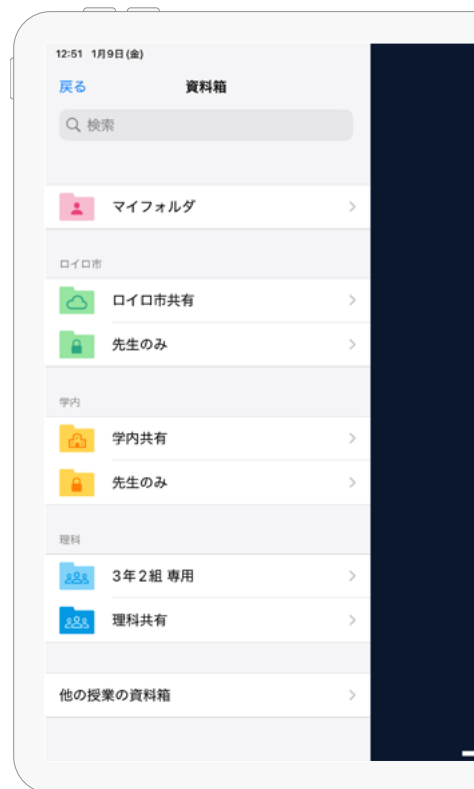 12:51 1月9日(金)
戻る 資料箱
検索
マイフォルダ
ロイロ市
ロイロ市共有
先生のみ
学内
学内共有
先生のみ
理科
3年2組 専用
理科共有
他の授業の資料箱